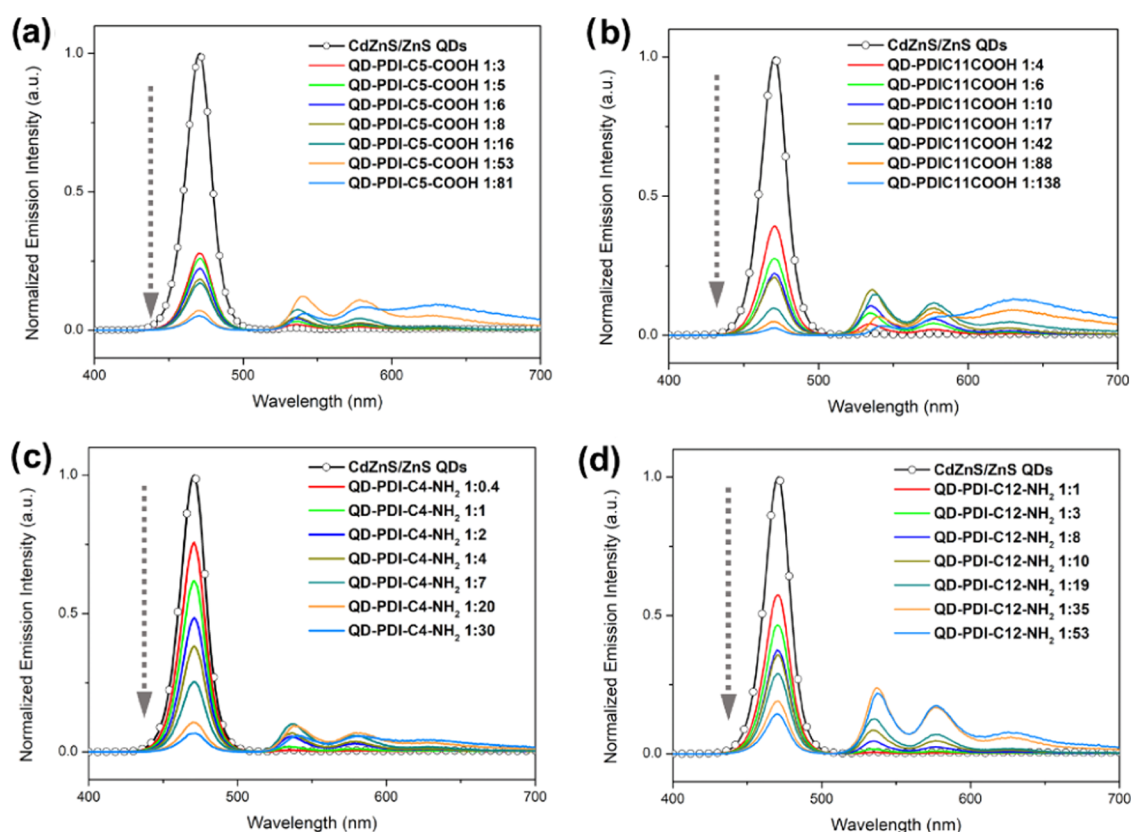 (a)
CdZnS/ZnS QDs
QD-PDI-C5-COOH 1:3
QD-PDI-C5-COOH 1:5
QD-PDI-C5-COOH 1:6
QD-PDI-C5-COOH 1:8
QD-PDI-C5-COOH 1:16
QD-PDI-C5-COOH 1:53
QD-PDI-C5-COOH 1:81
Normalized Emission Intensity (a.u.)
1.0
0.5
0.0
400 500 600 700
Wavelength (nm)
(b)
CdZnS/ZnS QDs
QD-PDIC11COOH 1:4
QD-PDIC11COOH 1:6
QD-PDIC11COOH 1:10
QD-PDIC11COOH 1:17
QD-PDIC11COOH 1:42
QD-PDIC11COOH 1:88
QD-PDIC11COOH 1:138
Normalized Emission Intensity (a.u.)
1.0
0.5
0.0
400 500 600 700
Wavelength (nm)
(c)
CdZnS/ZnS QDs
QD-PDI-C4-NH₂ 1:0.4
QD-PDI-C4-NH₂ 1:1
QD-PDI-C4-NH₂ 1:2
QD-PDI-C4-NH₂ 1:4
QD-PDI-C4-NH₂ 1:7
QD-PDI-C4-NH₂ 1:20
QD-PDI-C4-NH₂ 1:30
Normalized Emission Intensity (a.u.)
1.0
0.5
0.0
400 500 600 700
Wavelength (nm)
(d)
CdZnS/ZnS QDs
QD-PDI-C12-NH₂ 1:1
QD-PDI-C12-NH₂ 1:3
QD-PDI-C12-NH₂ 1:8
QD-PDI-C12-NH₂ 1:10
QD-PDI-C12-NH₂ 1:19
QD-PDI-C12-NH₂ 1:35
QD-PDI-C12-NH₂ 1:53
Normalized Emission Intensity (a.u.)
1.0
0.5
0.0
400 500 600 700
Wavelength (nm)